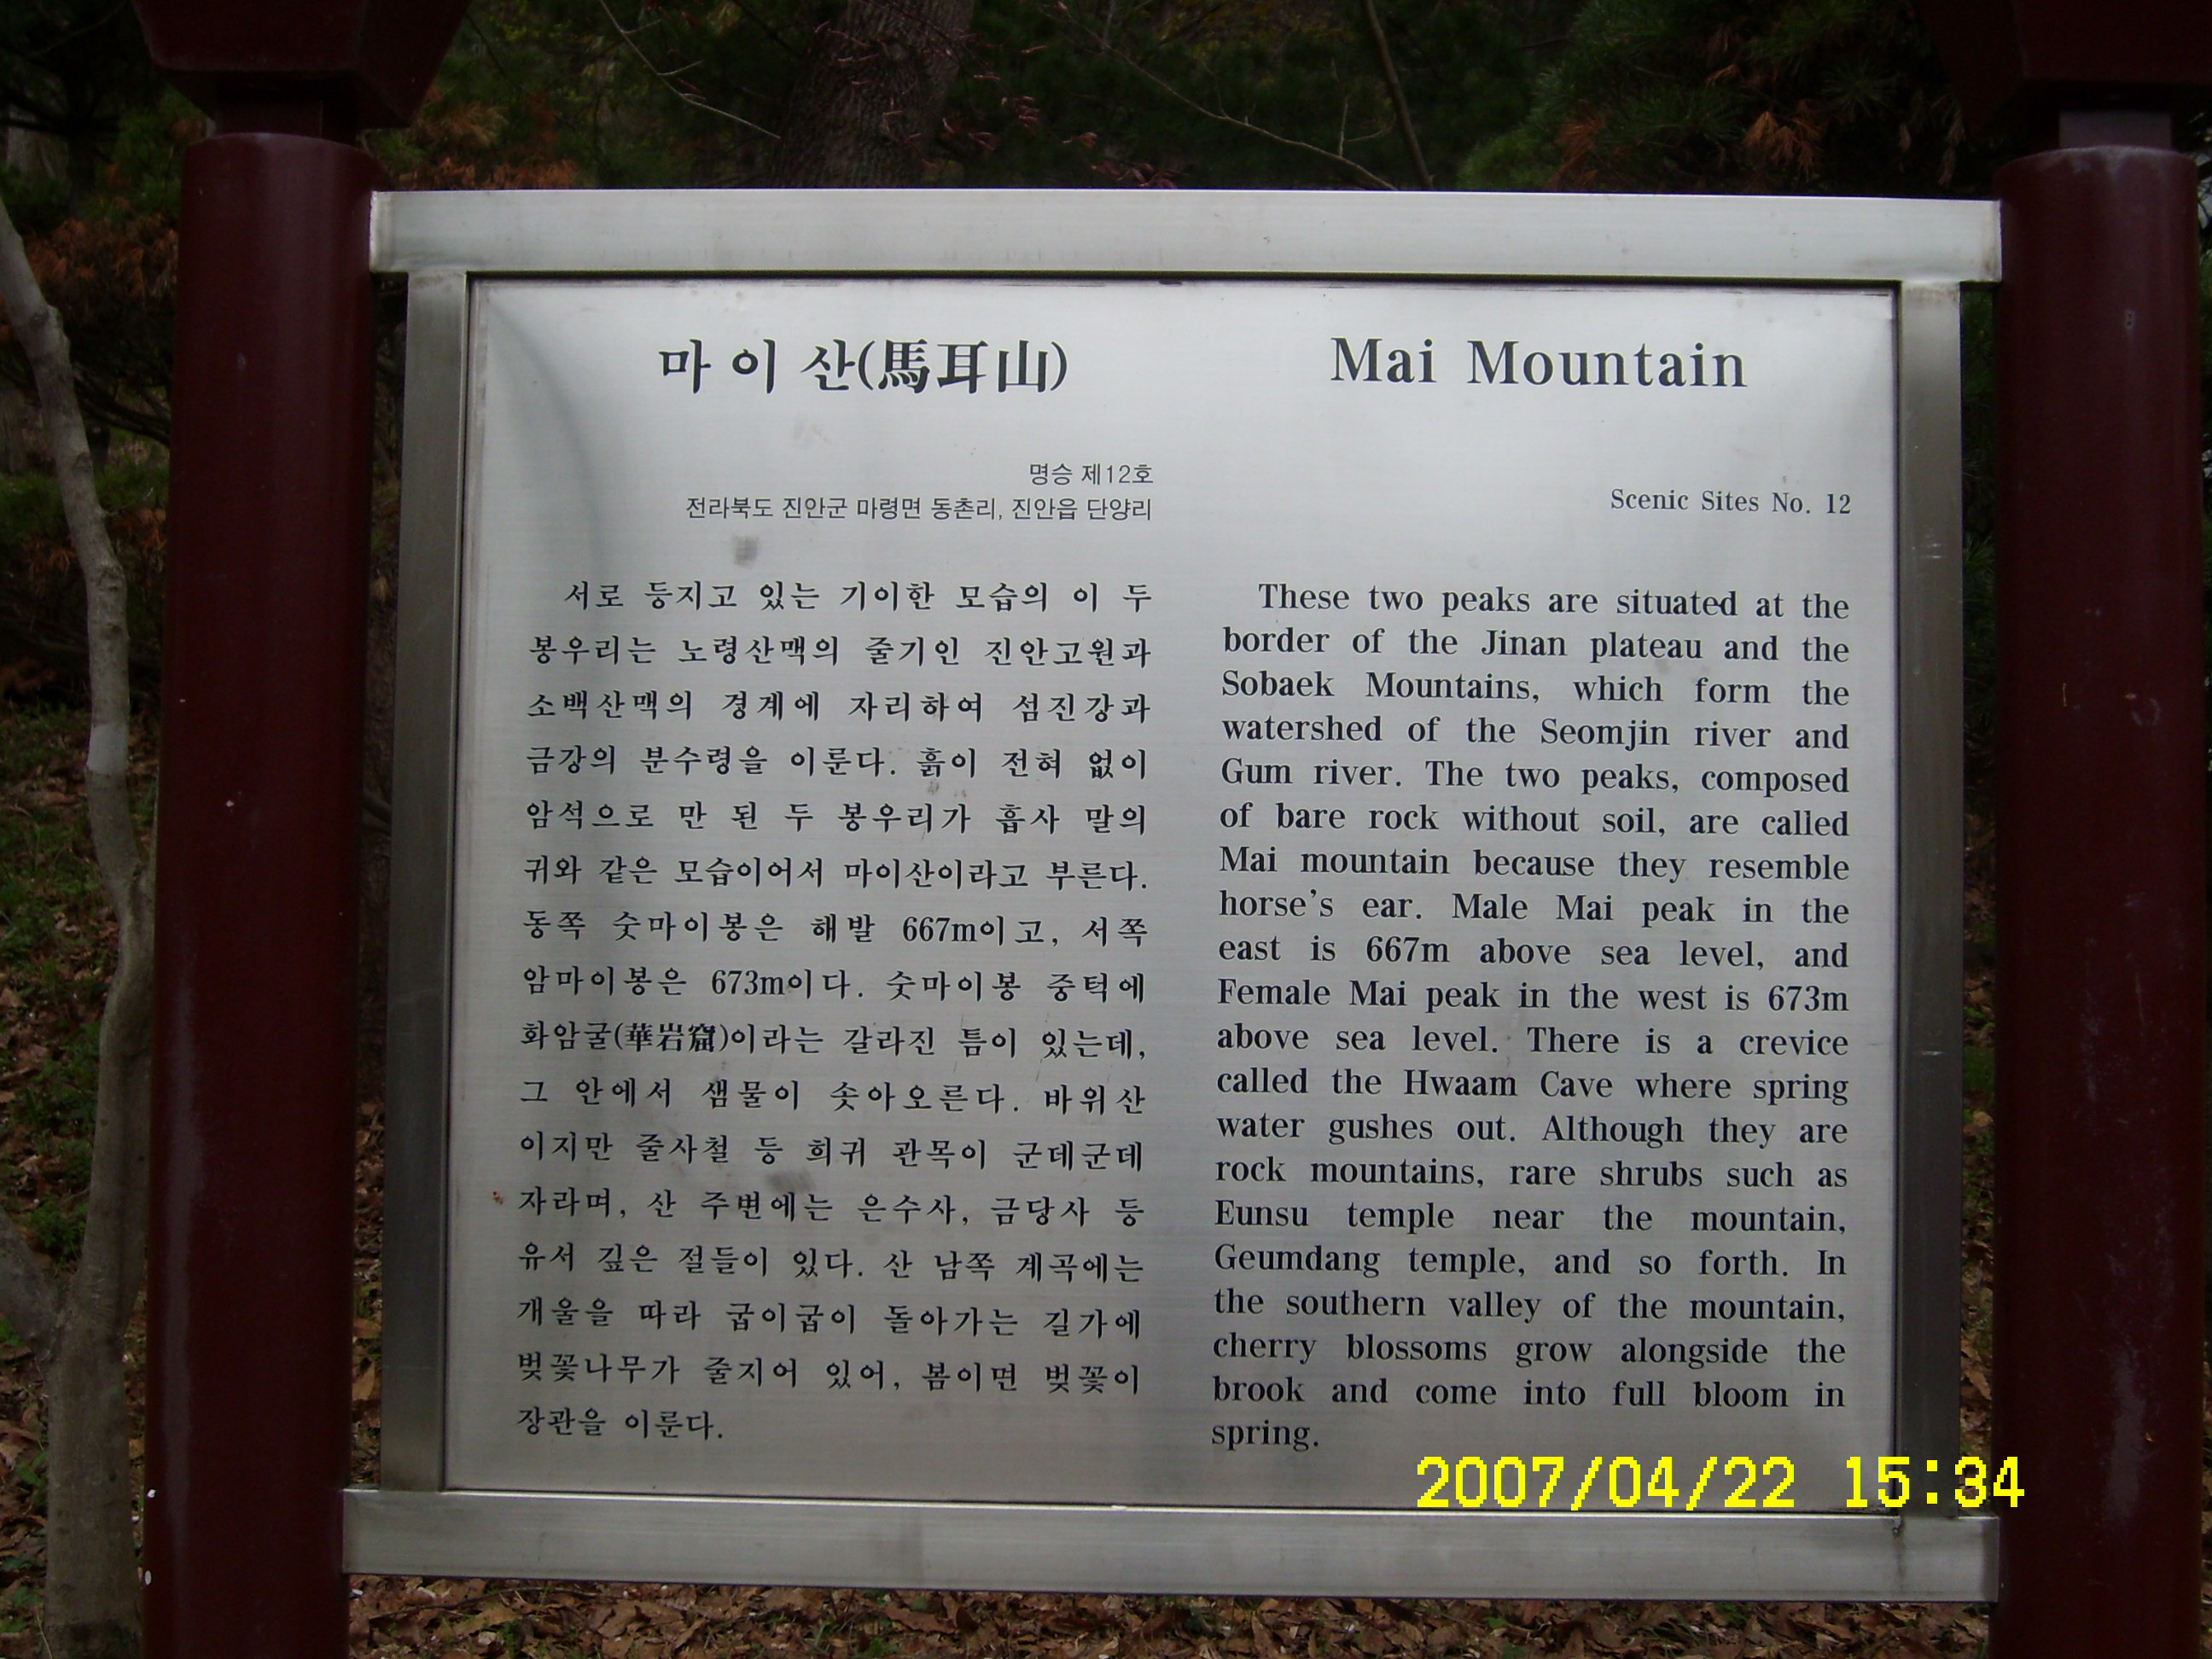 마이산(馬耳山)
명승 제12호
전라북도 진안군 마령면 동촌리, 진안읍 단양리
서로 등지고 있는 기이한 모습의 이 두
봉우리는 노령산맥의 줄기인 진안고원과
소백산맥의 경계에 자리하여 섬진강과
금강의 분수령을 이룬다. 흙이 전혀 없이
암석으로 만 된 두 봉우리가 흡사 말의
귀와 같은 모습이어서 마이산이라고 부른다.
동쪽 숫마이봉은 해발 667m이고, 서쪽
암마이봉은 673m이다. 숫마이봉 중턱에
화암굴(華岩窟)이라는 갈라진 틈이 있는데,
그 안에서 샘물이 솟아오른다. 바위산
이지만 줄사철 등 희귀 관목이 군데군데
자라며, 산 주변에는 은수사, 금당사 등
유서 깊은 절들이 있다. 산 남쪽 계곡에는
개울을 따라 굽이굽이 돌아가는 길가에
벚꽃나무가 줄지어 있어, 봄이면 벚꽃이
장관을 이룬다.
Mai Mountain
Scenic Sites No. 12
These two peaks are situated at the
border of the Jinan plateau and the
Sobaek Mountains, which form the
watershed of the Seomjin river and
Gum river. The two peaks, composed
of bare rock without soil, are called
Mai mountain because they resemble
horse's ear. Male Mai peak in the
east is 667m above sea level, and
Female Mai peak in the west is 673m
above sea level. There is a crevice
called the Hwaam Cave where spring
water gushes out. Although they are
rock mountains, rare shrubs such as
Eunsu temple near the mountain,
Geumdang temple, and so forth. In
the southern valley of the mountain,
cherry blossoms grow alongside the
brook and come into full bloom in
spring.
2007/04/22 15:34